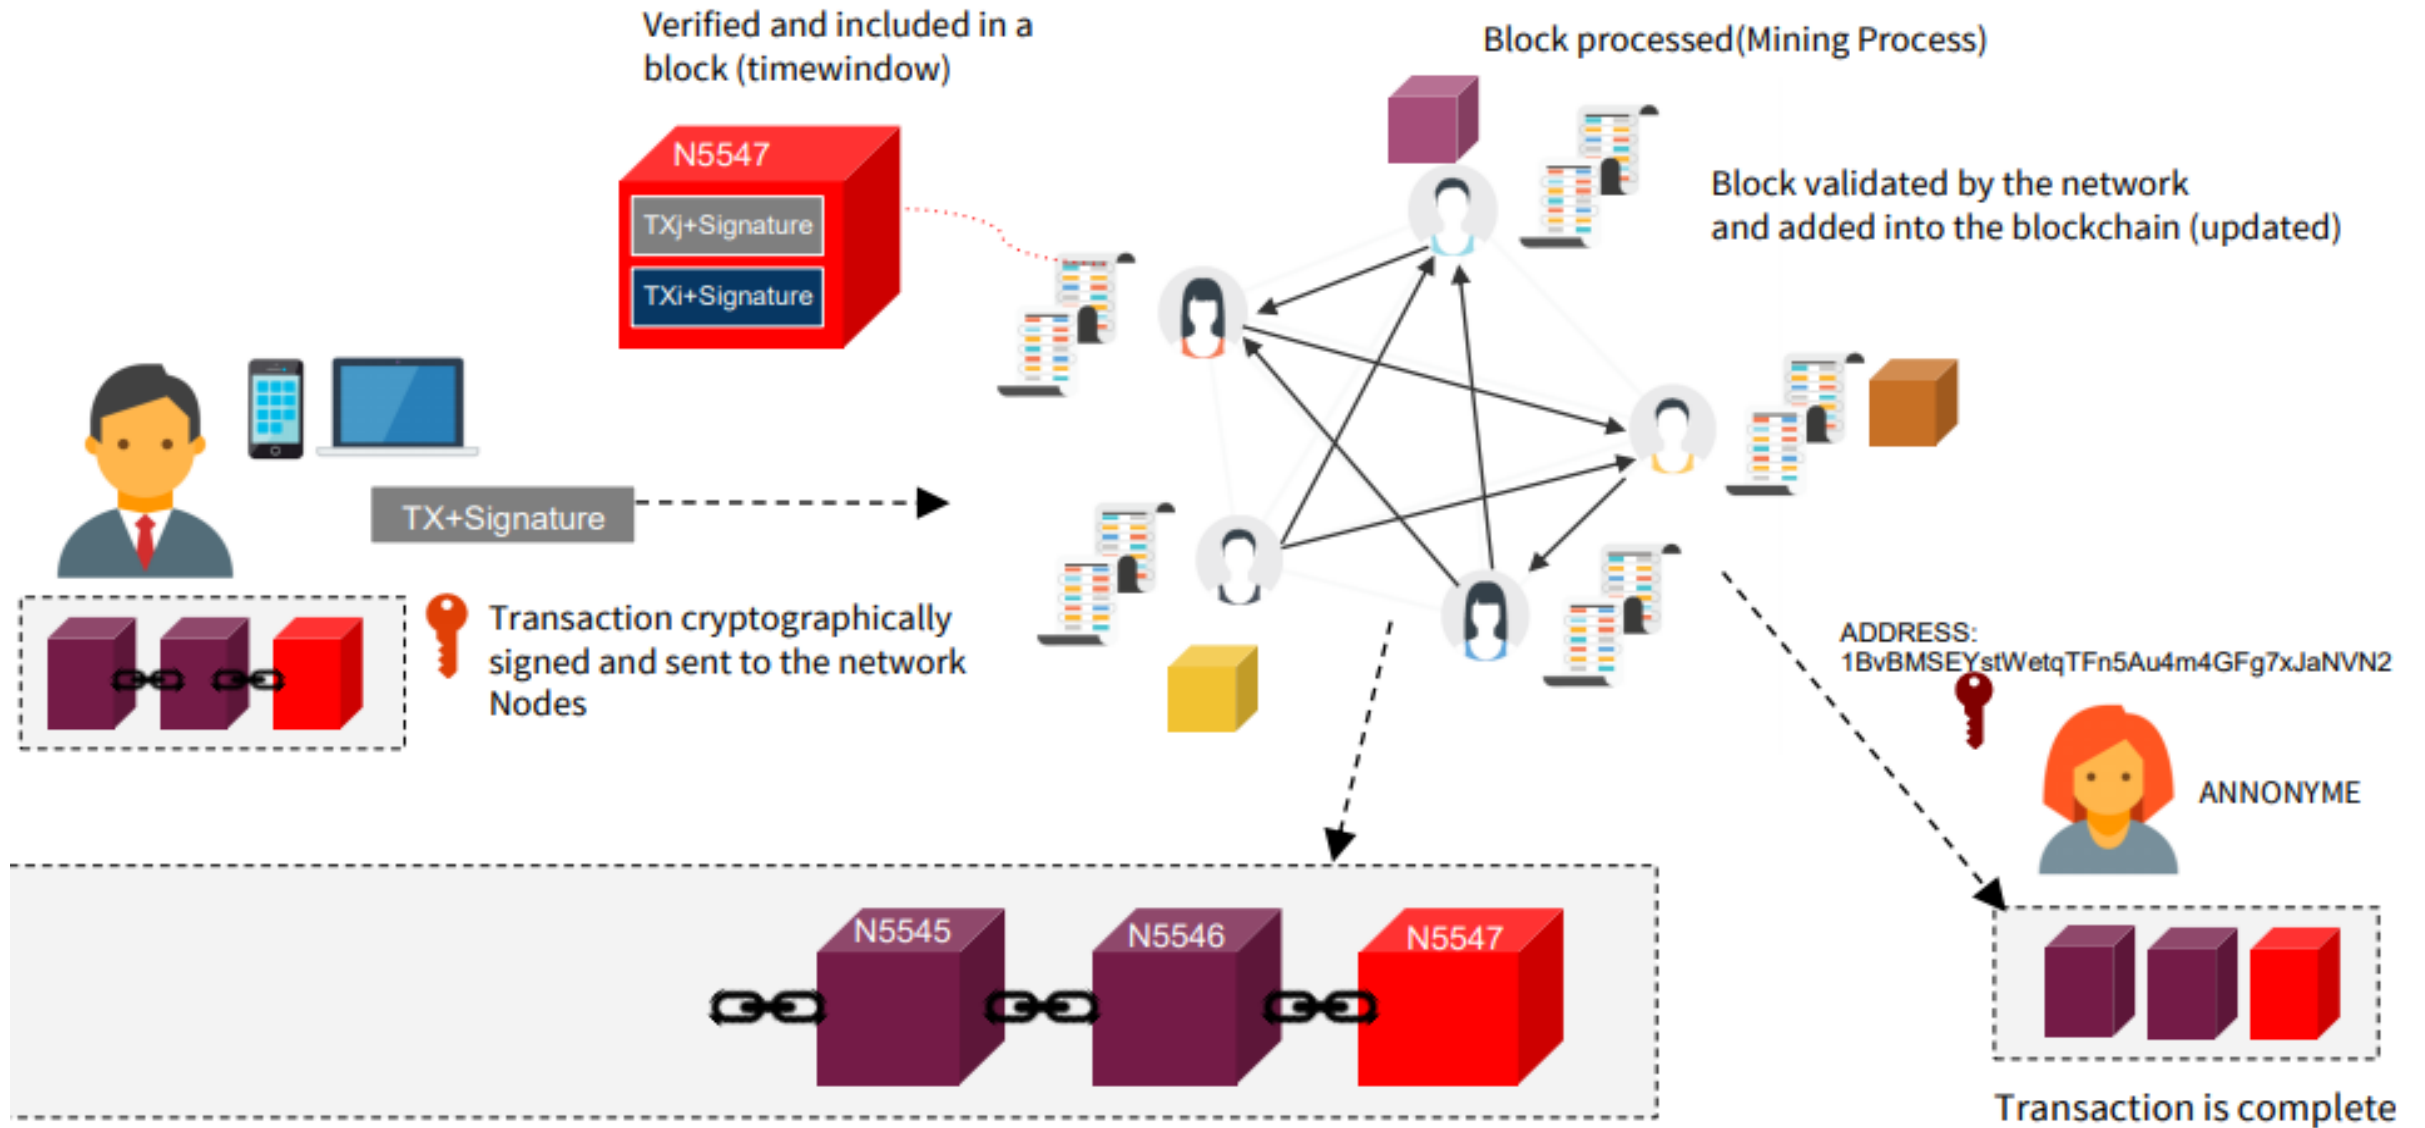 Verified and included in a
block (timewindow)
Block processed(Mining Process)
N5547
TXj+Signature
TXi+Signature
Block validated by the network
and added into the blockchain (updated)
TX+Signature
Transaction cryptographically
signed and sent to the network
Nodes
ADDRESS:
1BvBMSEYstWetqTFn5Au4m4GFg7xJaNVN2
ANNONYME
N5545
N5546
N5547
Transaction is complete